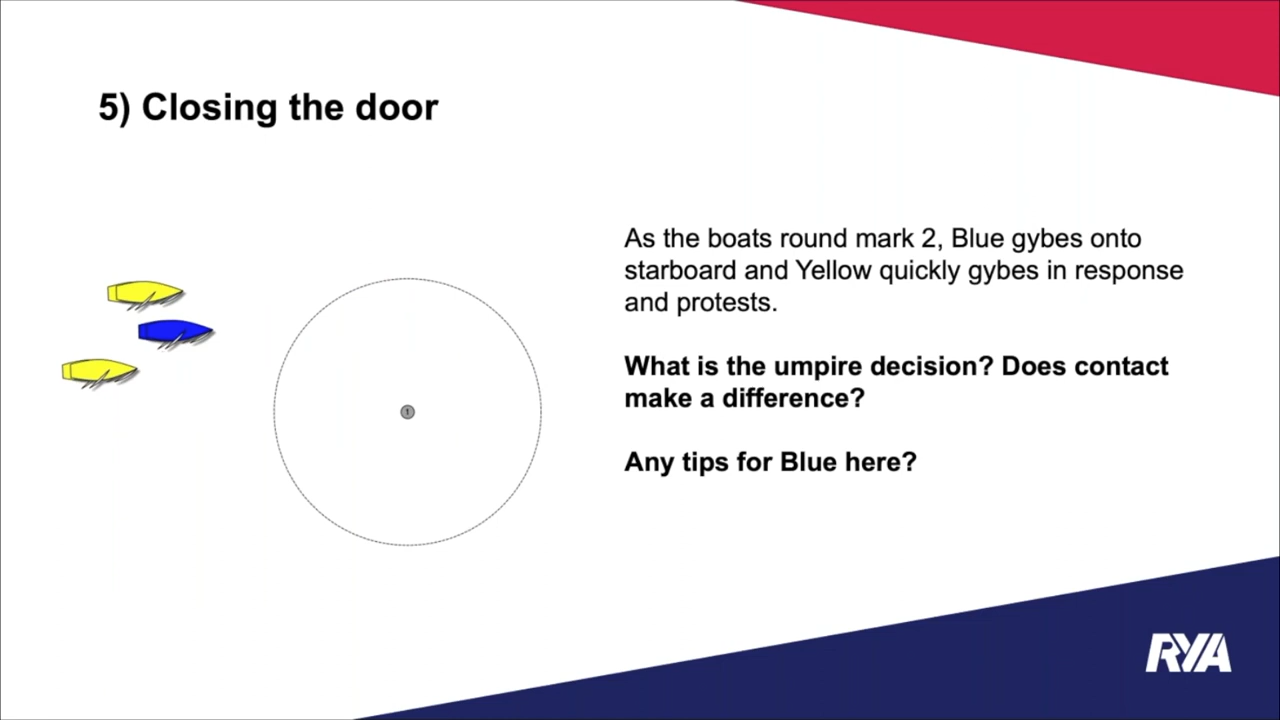 5) Closing the door
As the boats round mark 2, Blue gybes onto
starboard and Yellow quickly gybes in response
and protests.
What is the umpire decision? Does contact
make a difference?
Any tips for Blue here?
1
RYA